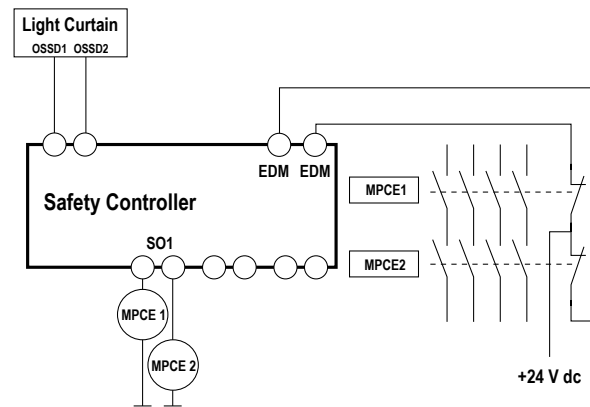 Light Curtain
OSSD1 OSSD2
EDM EDM
Safety Controller
MPCE1
SO1
MPCE2
MPCE 1
MPCE 2
+24 V dc